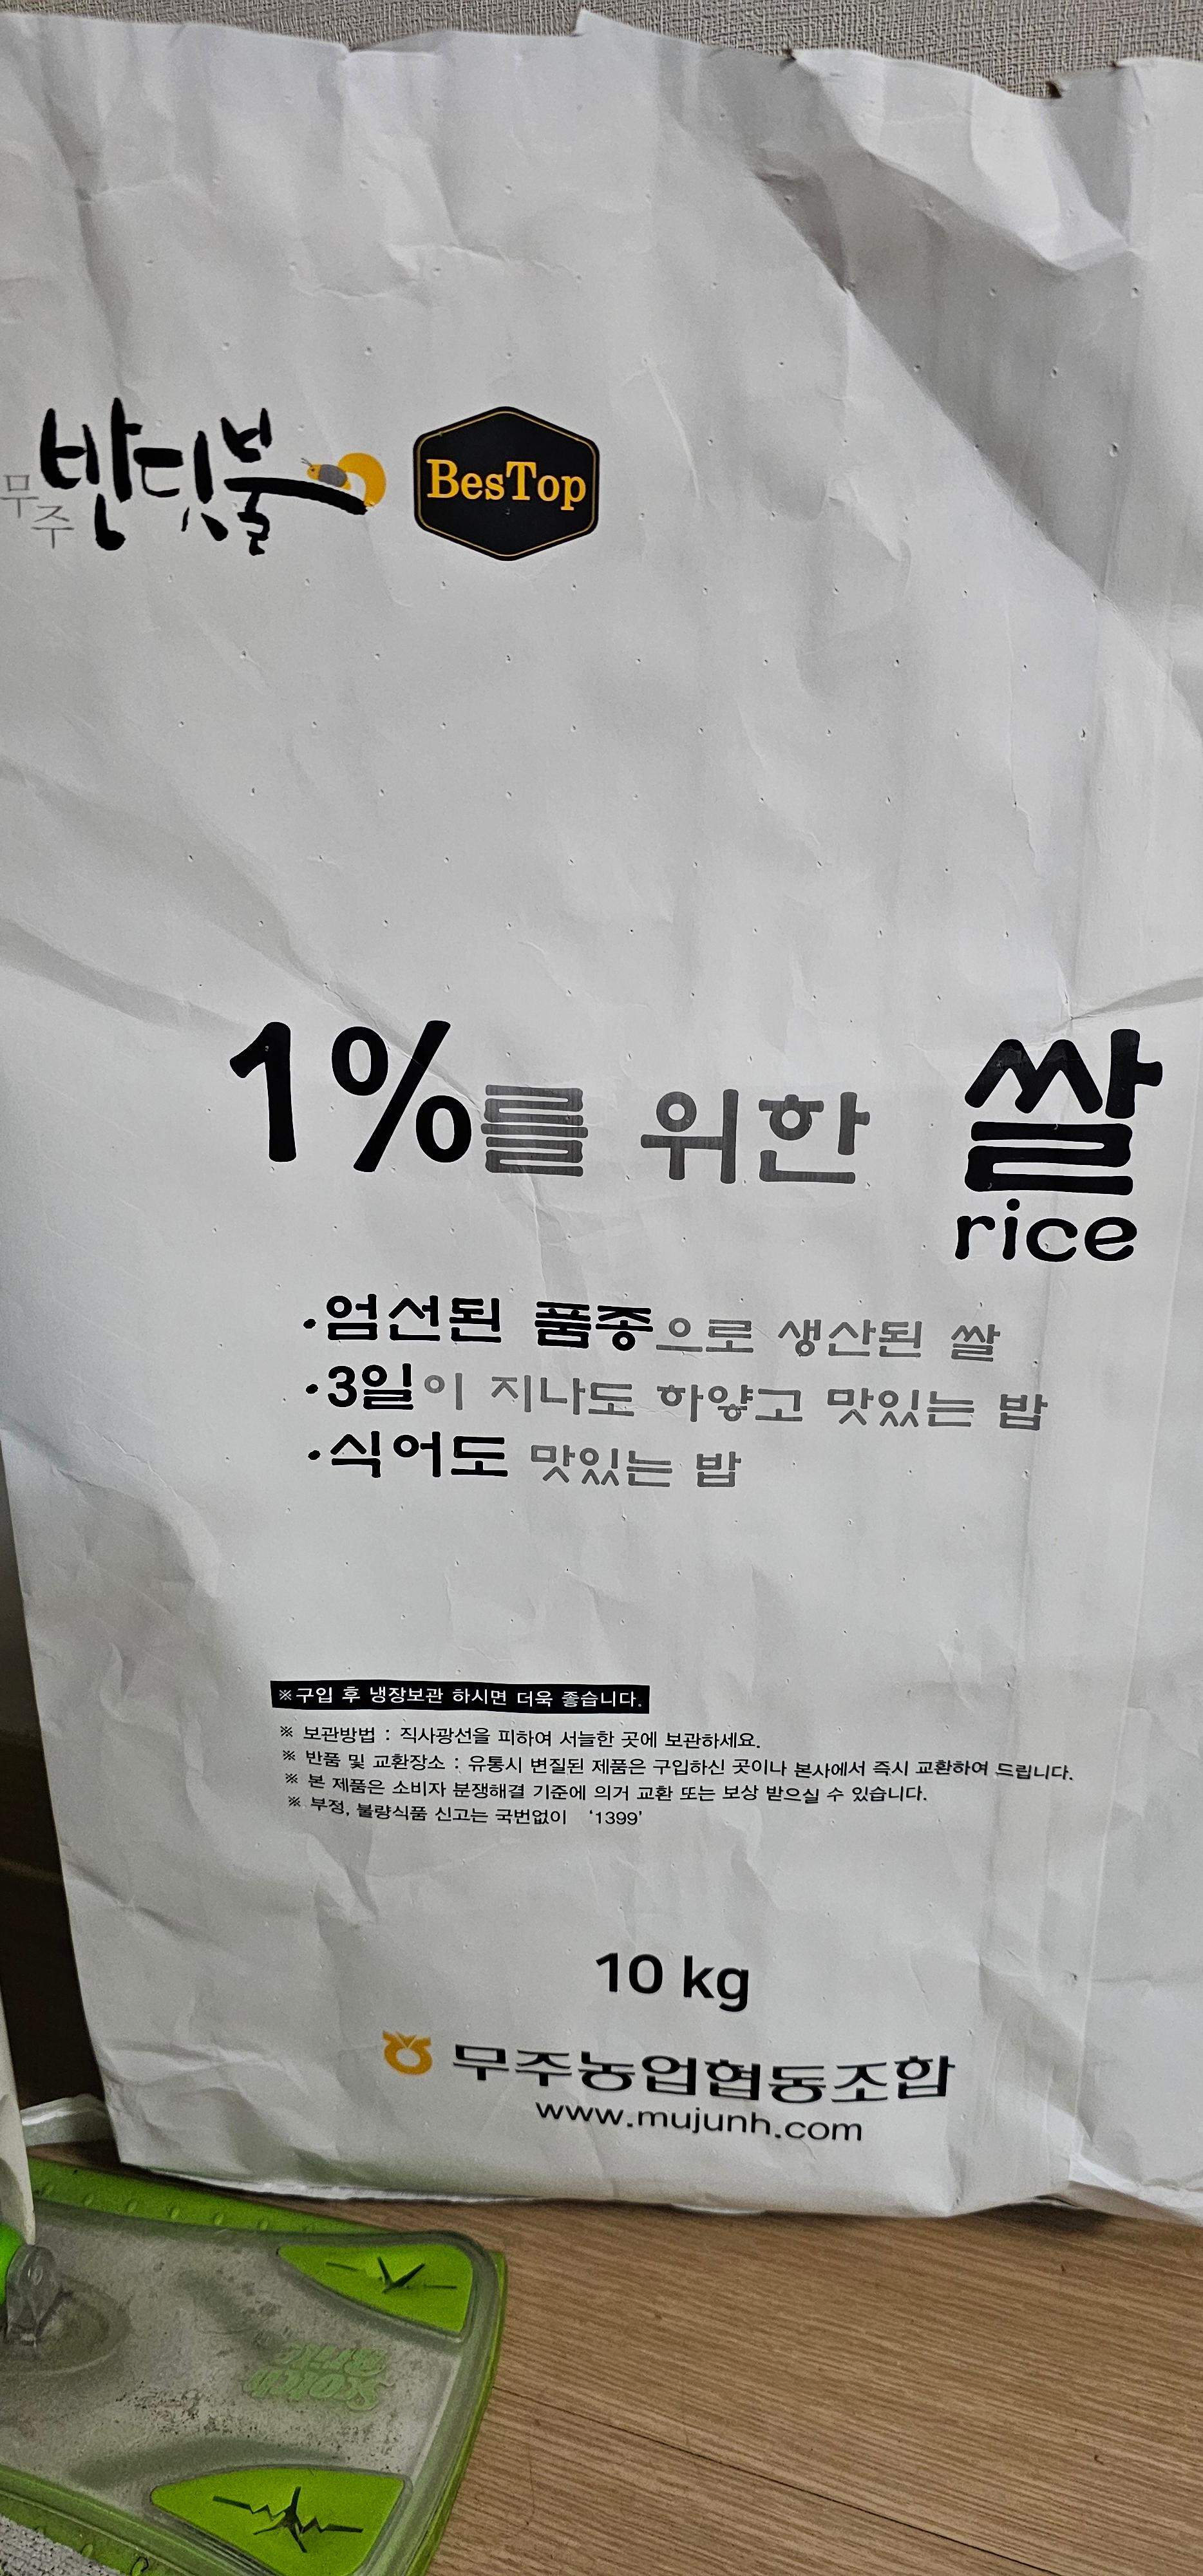 무주 반딧불
BesTop
1%를 위한 쌀
rice
·엄선된 품종으로 생산된 쌀
·3일이 지나도 하얗고 맛있는 밥
·식어도 맛있는 밥
※구입 후 냉장보관 하시면 더욱 좋습니다.
※ 보관방법 : 직사광선을 피하여 서늘한 곳에 보관하세요.
※ 반품 및 교환장소 : 유통시 변질된 제품은 구입하신 곳이나 본사에서 즉시 교환하여 드립니다.
※ 본 제품은 소비자 분쟁해결 기준에 의거 교환 또는 보상 받으실 수 있습니다.
※ 부정, 불량식품 신고는 국번없이 '1399'
10 kg
무주농업협동조합
www.mujunh.com
Scotch
Brite